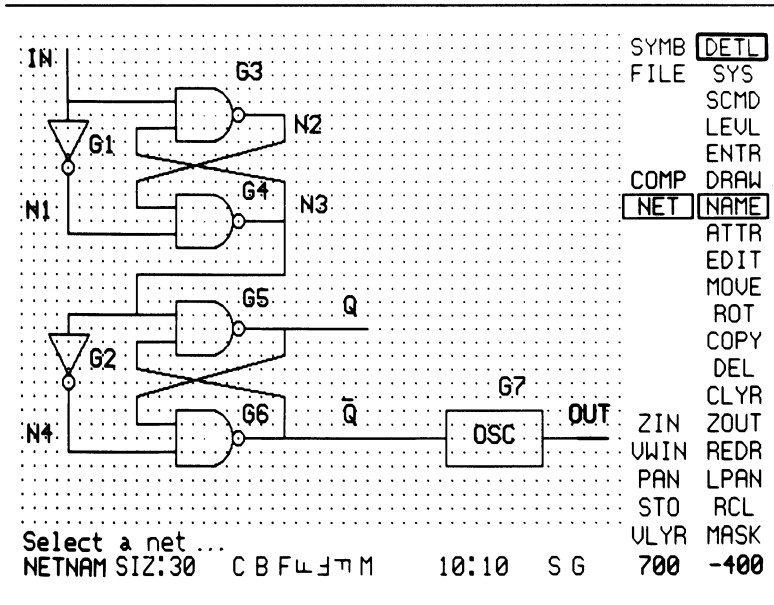 IN
G3
SYMB DETL
FILE SYS
SCMD
N2
LEVL
G1
ENTR
COMP DRAW
G4
N1
N3
NET NAME
ATTR
EDIT
MOVE
G5
Q
ROT
COPY
G2
DEL
G7
CLYR
G6
Q̅
OUT
ZIN ZOUT
N4
OSC
VWIN REDR
PAN LPAN
STO RCL
Select a net ...
VLYR MASK
NETNAM SIZ:30 C B F M 10:10 S G 700 -400